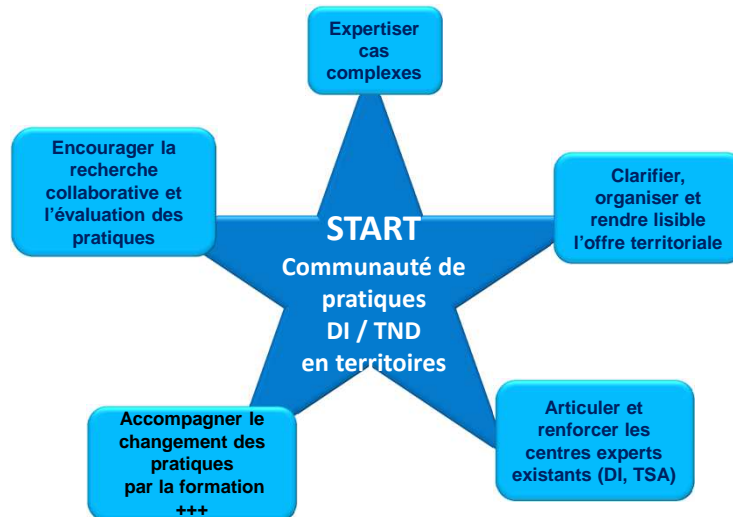 Expertiser
cas
complexes
Encourager la
recherche
collaborative et
l'évaluation des
pratiques
Clarifier,
organiser et
rendre lisible
l'offre territoriale
START
Communauté de
pratiques
DI / TND
en territoires
Accompagner le
changement des
pratiques
par la formation
+++
Articuler et
renforcer les
centres experts
existants (DI, TSA)